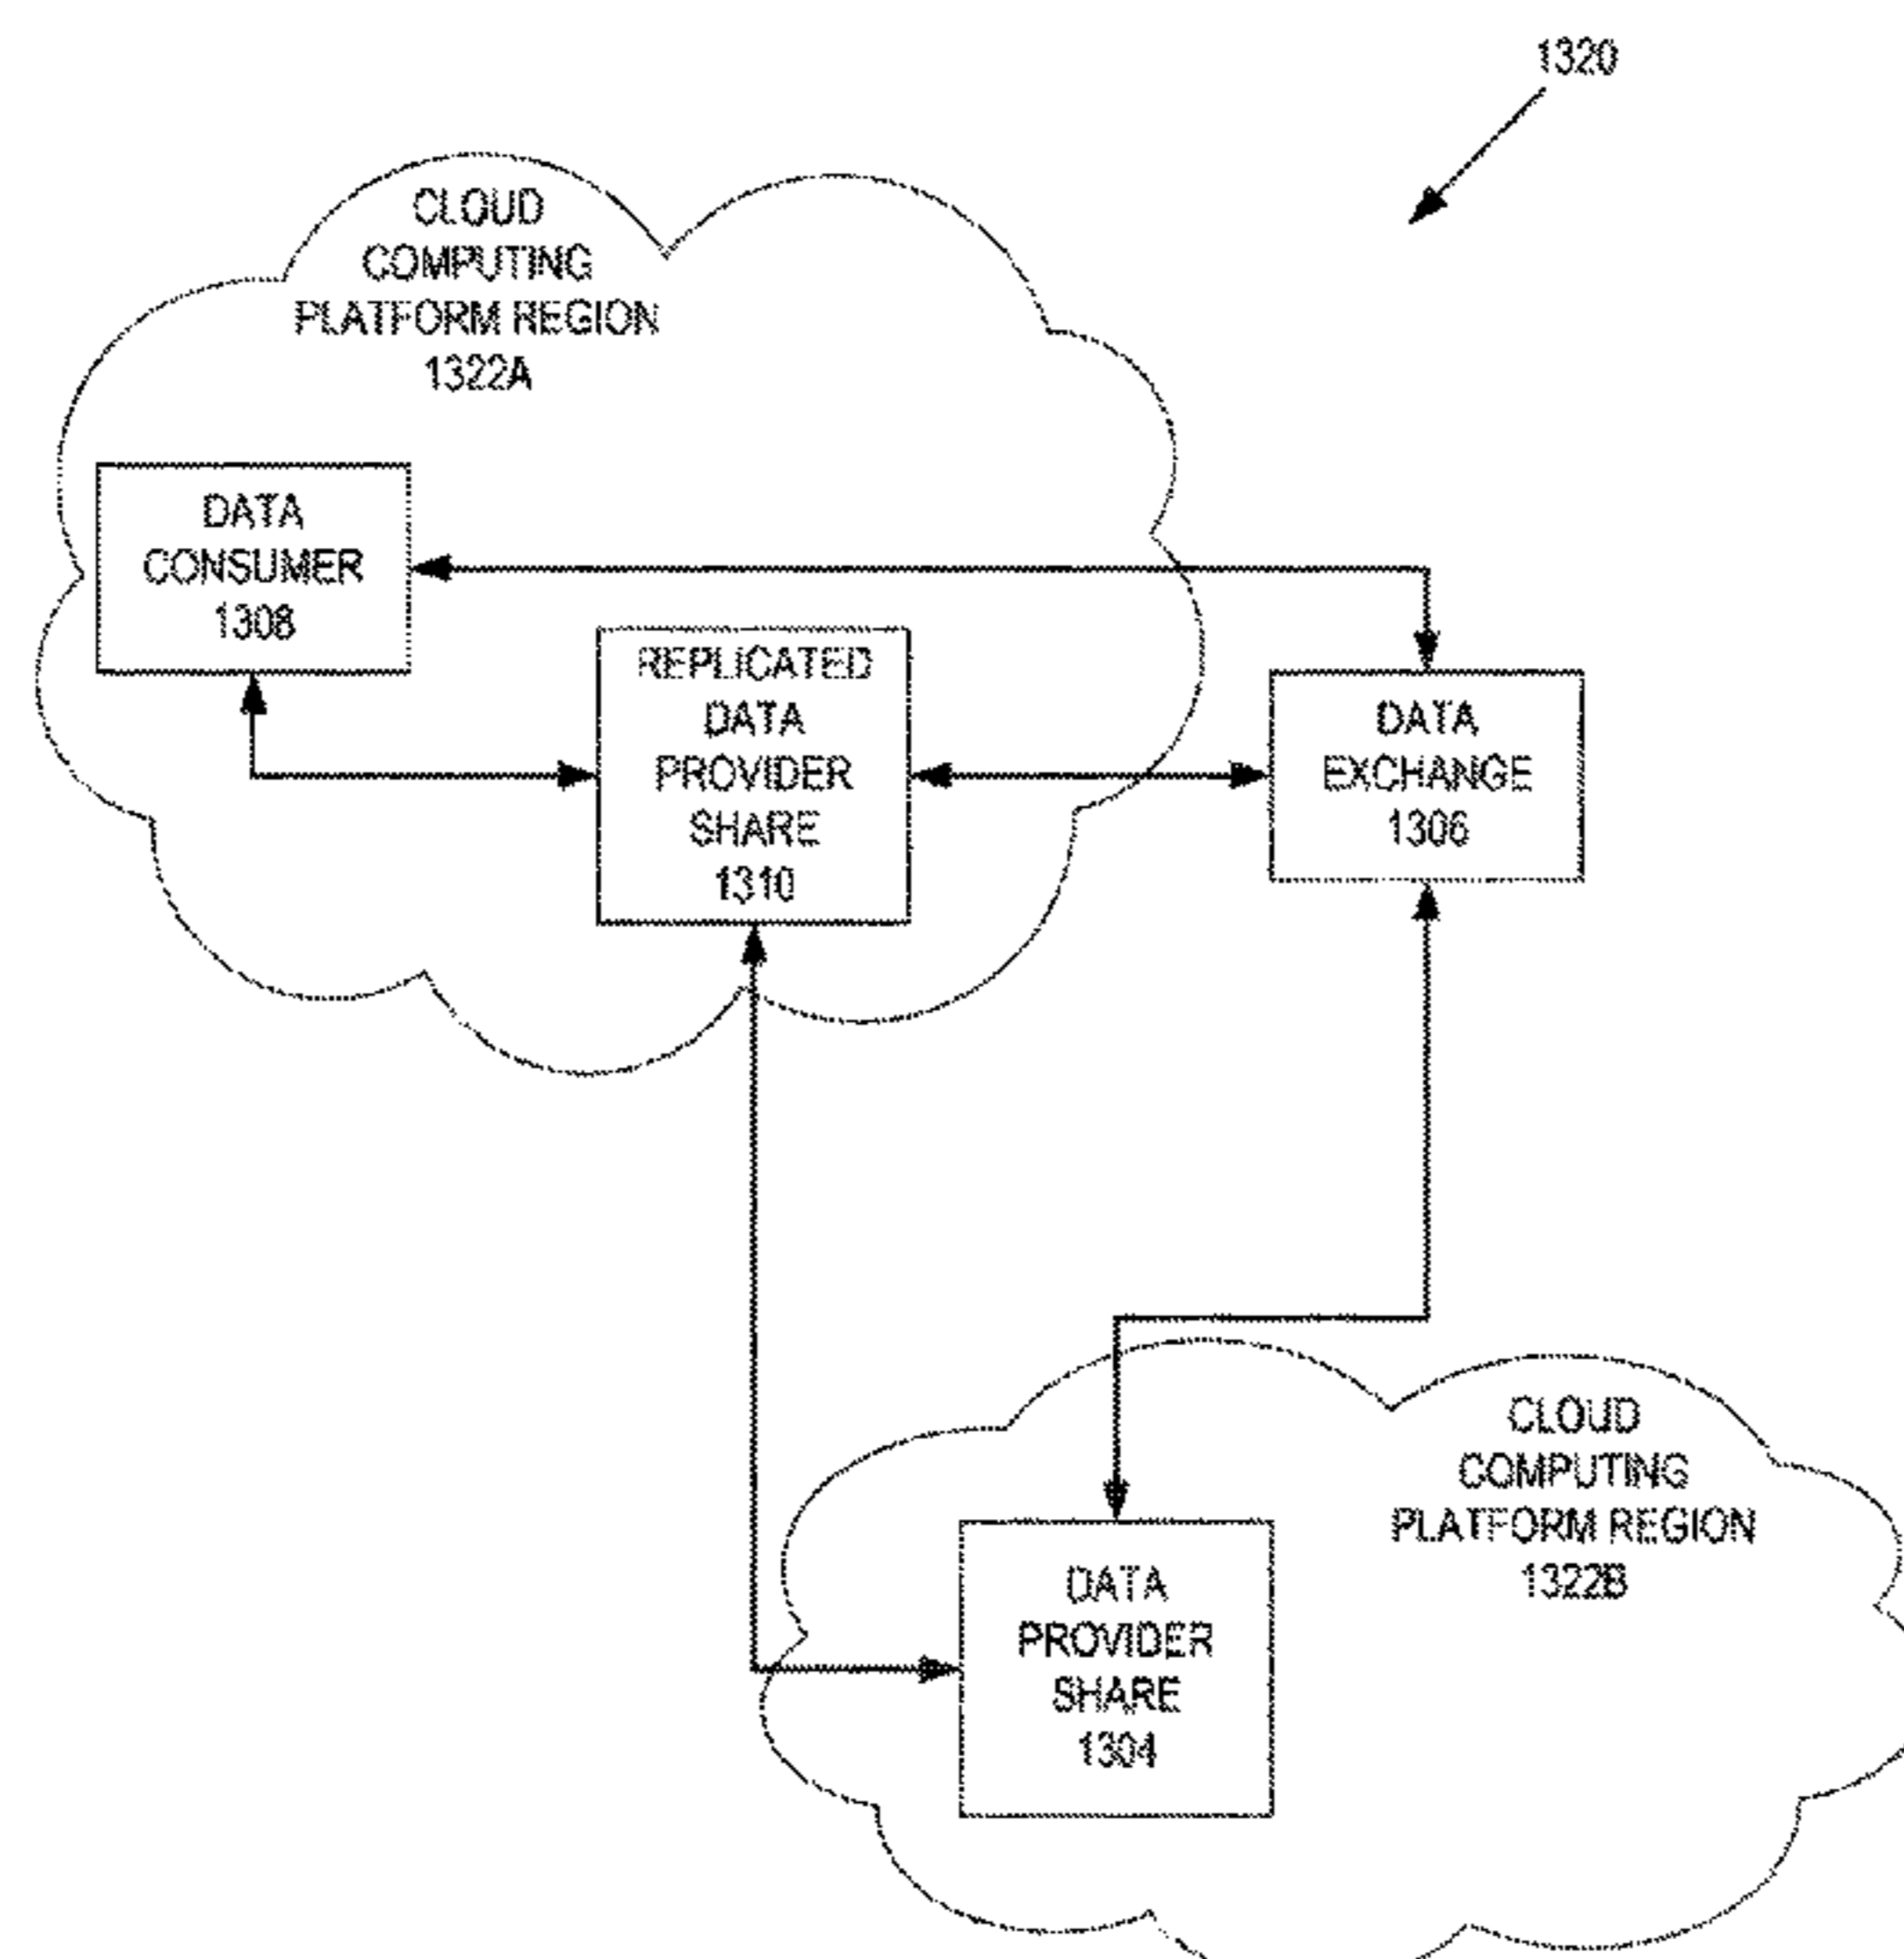 1320
CLOUD
COMPUTING
PLATFORM REGION
1322A
DATA
CONSUMER
1308
REPLICATED
DATA
PROVIDER
SHARE
1310
DATA
EXCHANGE
1306
CLOUD
COMPUTING
PLATFORM REGION
1322B
DATA
PROVIDER
SHARE
1304